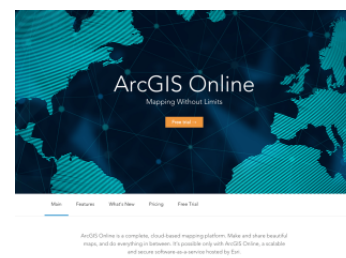 ArcGIS Online
Mapping Without Limits
Free trial
Main Features What's New Pricing Free Trial
ArcGIS Online is a complete, cloud-based mapping platform. Make and share beautiful
maps, and do everything in between. It's possible only with ArcGIS Online, a scalable
and secure software-as-a-service hosted by Esri.